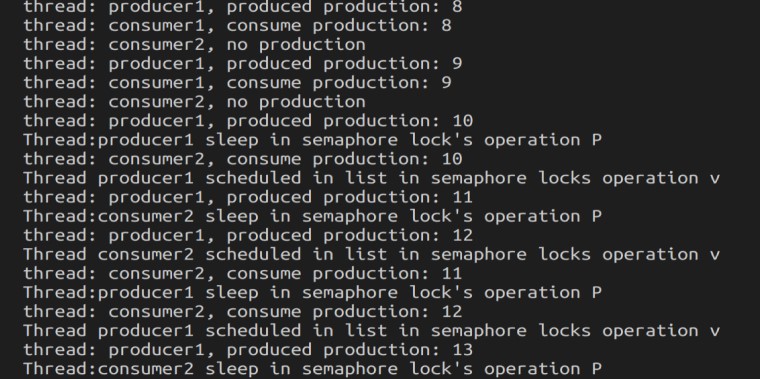 thread: producer1, produced production: 8
thread: consumer1, consume production: 8
thread: consumer2, no production
thread: producer1, produced production: 9
thread: consumer1, consume production: 9
thread: consumer2, no production
thread: producer1, produced production: 10
Thread:producer1 sleep in semaphore lock's operation P
thread: consumer2, consume production: 10
Thread producer1 scheduled in list in semaphore locks operation v
thread: producer1, produced production: 11
Thread:consumer2 sleep in semaphore lock's operation P
thread: producer1, produced production: 12
Thread consumer2 scheduled in list in semaphore locks operation v
thread: consumer2, consume production: 11
Thread:producer1 sleep in semaphore lock's operation P
thread: consumer2, consume production: 12
Thread producer1 scheduled in list in semaphore locks operation v
thread: producer1, produced production: 13
Thread:consumer2 sleep in semaphore lock's operation P